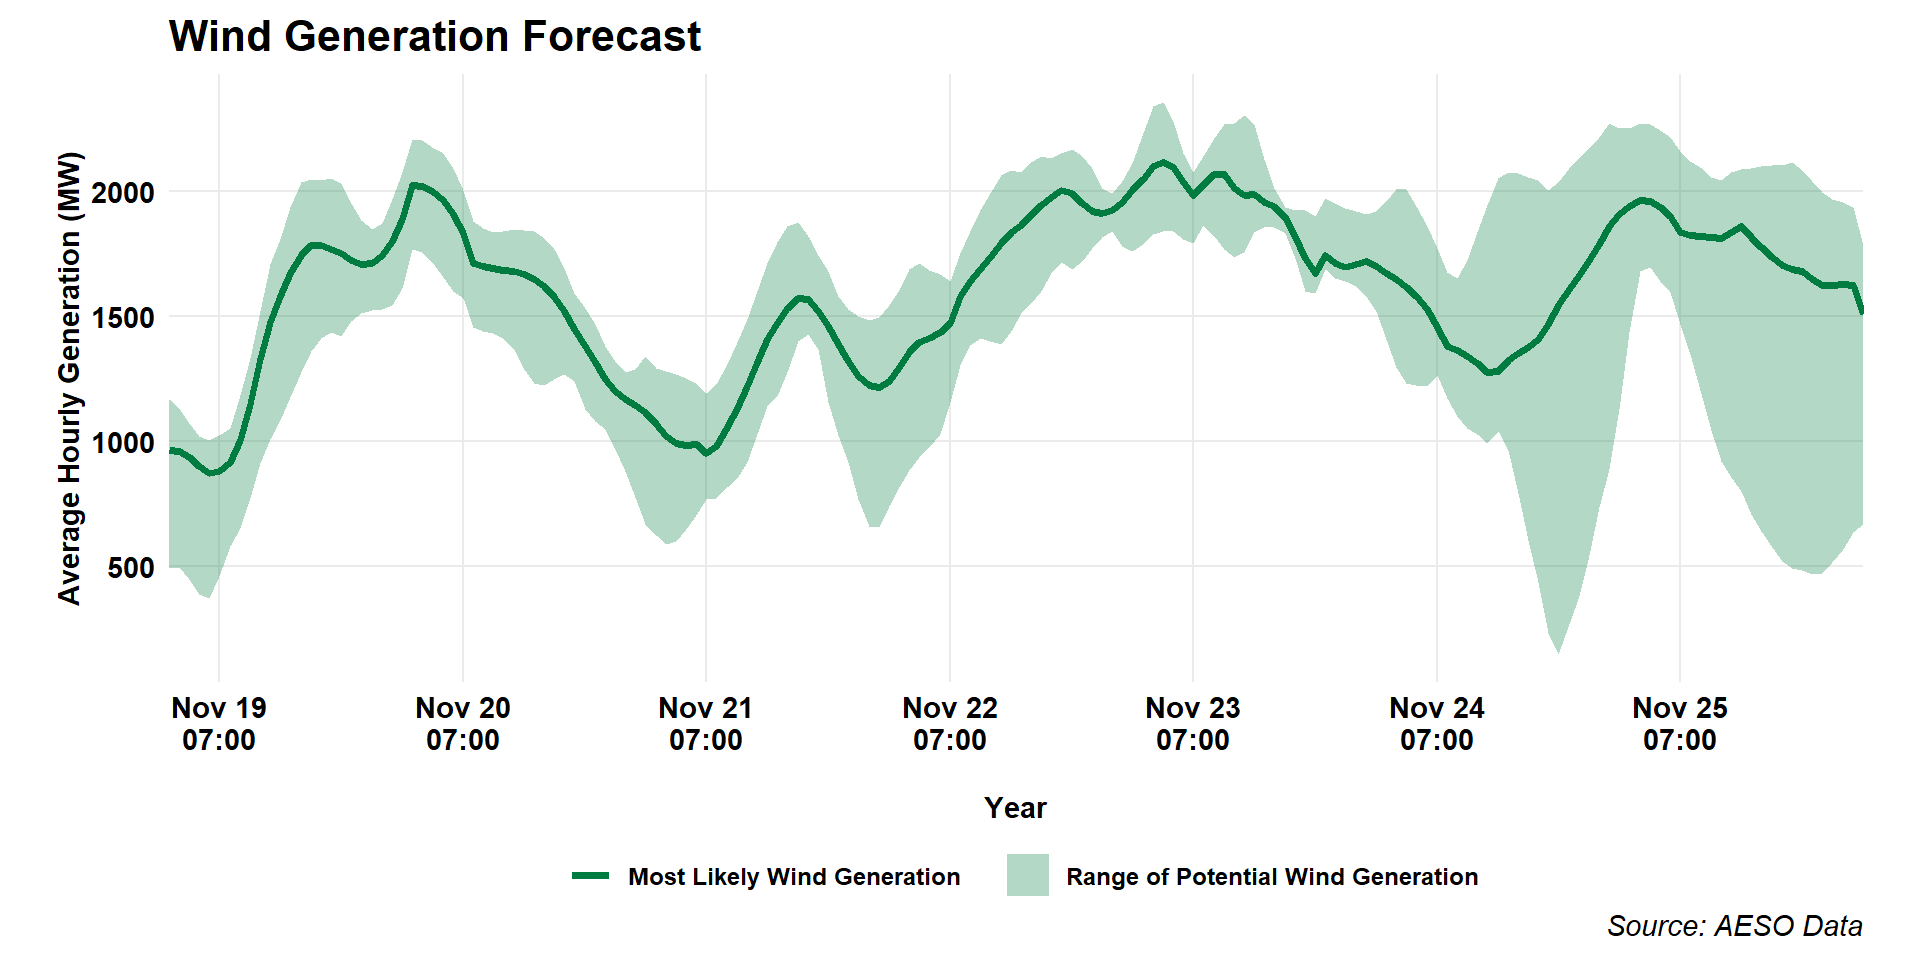 Wind Generation Forecast
Average Hourly Generation (MW)
2000
1500
1000
500
Nov 19 Nov 20 Nov 21 Nov 22 Nov 23 Nov 24 Nov 25
07:00 07:00 07:00 07:00 07:00 07:00 07:00
Year
Most Likely Wind Generation Range of Potential Wind Generation
Source: AESO Data